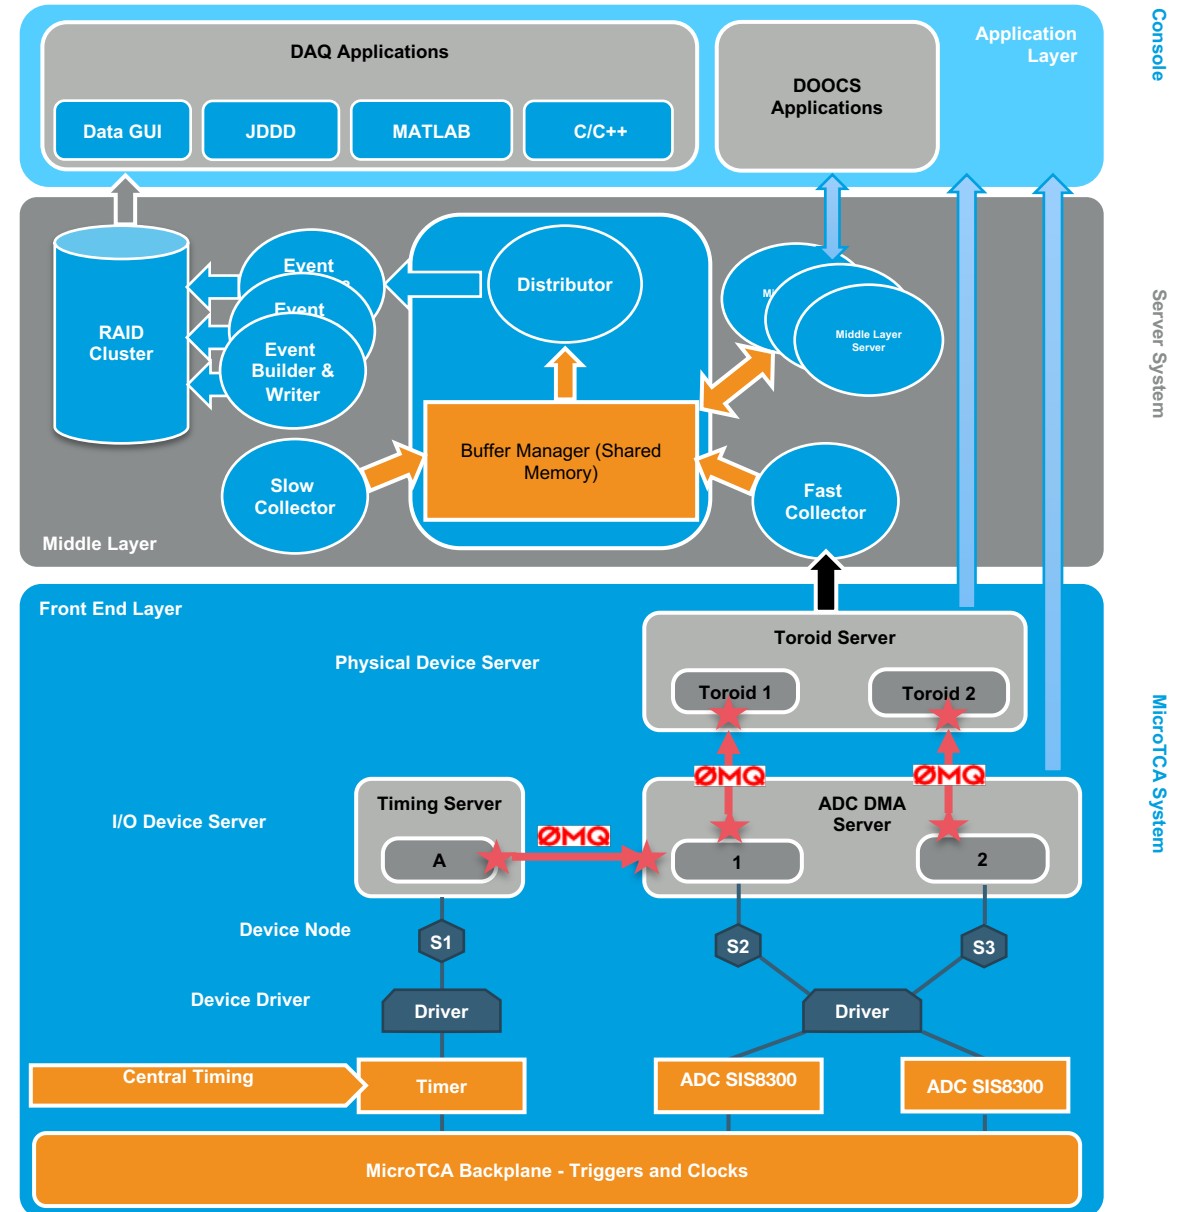 Console
Application
Layer
DAQ Applications
Data GUI
JDDD
MATLAB
C/C++
DOOCS
Applications
Server System
RAID
Cluster
Event
Event
Event
Builder &
Writer
Distributor
Middle Layer
Server
Buffer Manager (Shared
Memory)
Slow
Collector
Fast
Collector
Middle Layer
MicroTCA System
Front End Layer
Physical Device Server
Toroid Server
Toroid 1
Toroid 2
ØMQ
ØMQ
I/O Device Server
Timing Server
A
ØMQ
ADC DMA
Server
1
2
Device Node
S1
S2
S3
Device Driver
Driver
Driver
Central Timing
Timer
ADC SIS8300
ADC SIS8300
MicroTCA Backplane - Triggers and Clocks